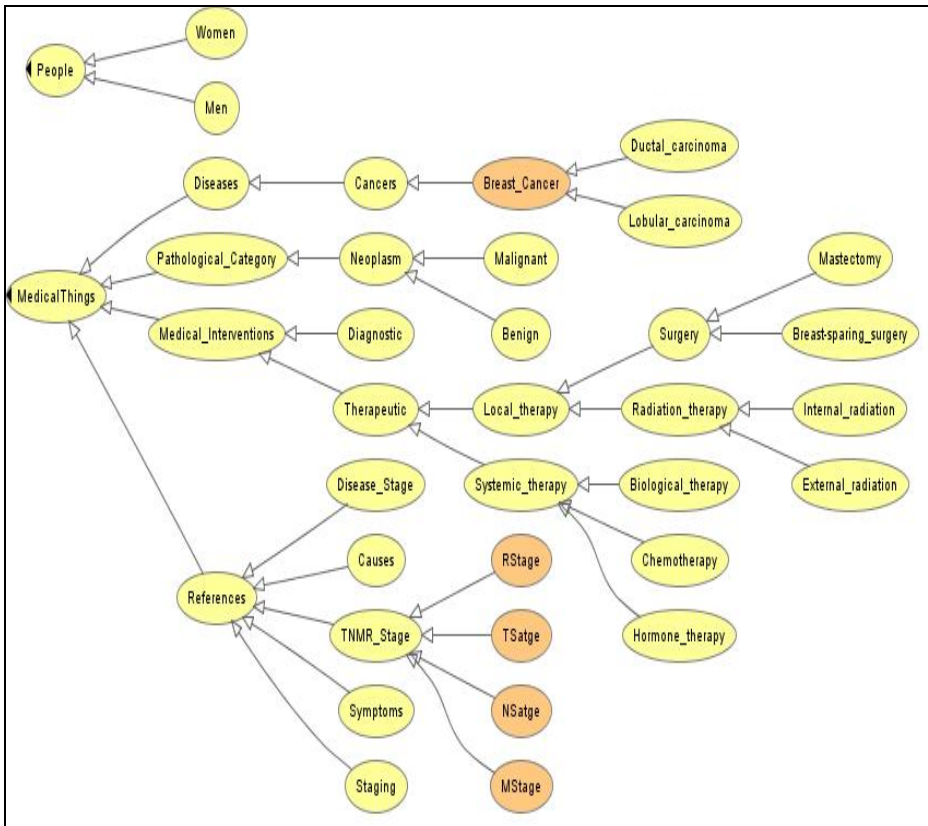 Women
People
Men
Ductal_carcinoma
Diseases
Cancers
Breast_Cancer
Lobular_carcinoma
Pathological_Category
Neoplasm
Malignant
Mastectomy
MedicalThings
Medical_Interventions
Diagnostic
Benign
Surgery
Breast-sparing_surgery
Therapeutic
Local_therapy
Radiation_therapy
Internal_radiation
Disease_Stage
Systemic_therapy
Biological_therapy
External_radiation
Causes
RStage
Chemotherapy
References
TNMR_Stage
TSatge
Hormone_therapy
Symptoms
NSatge
Staging
MStage